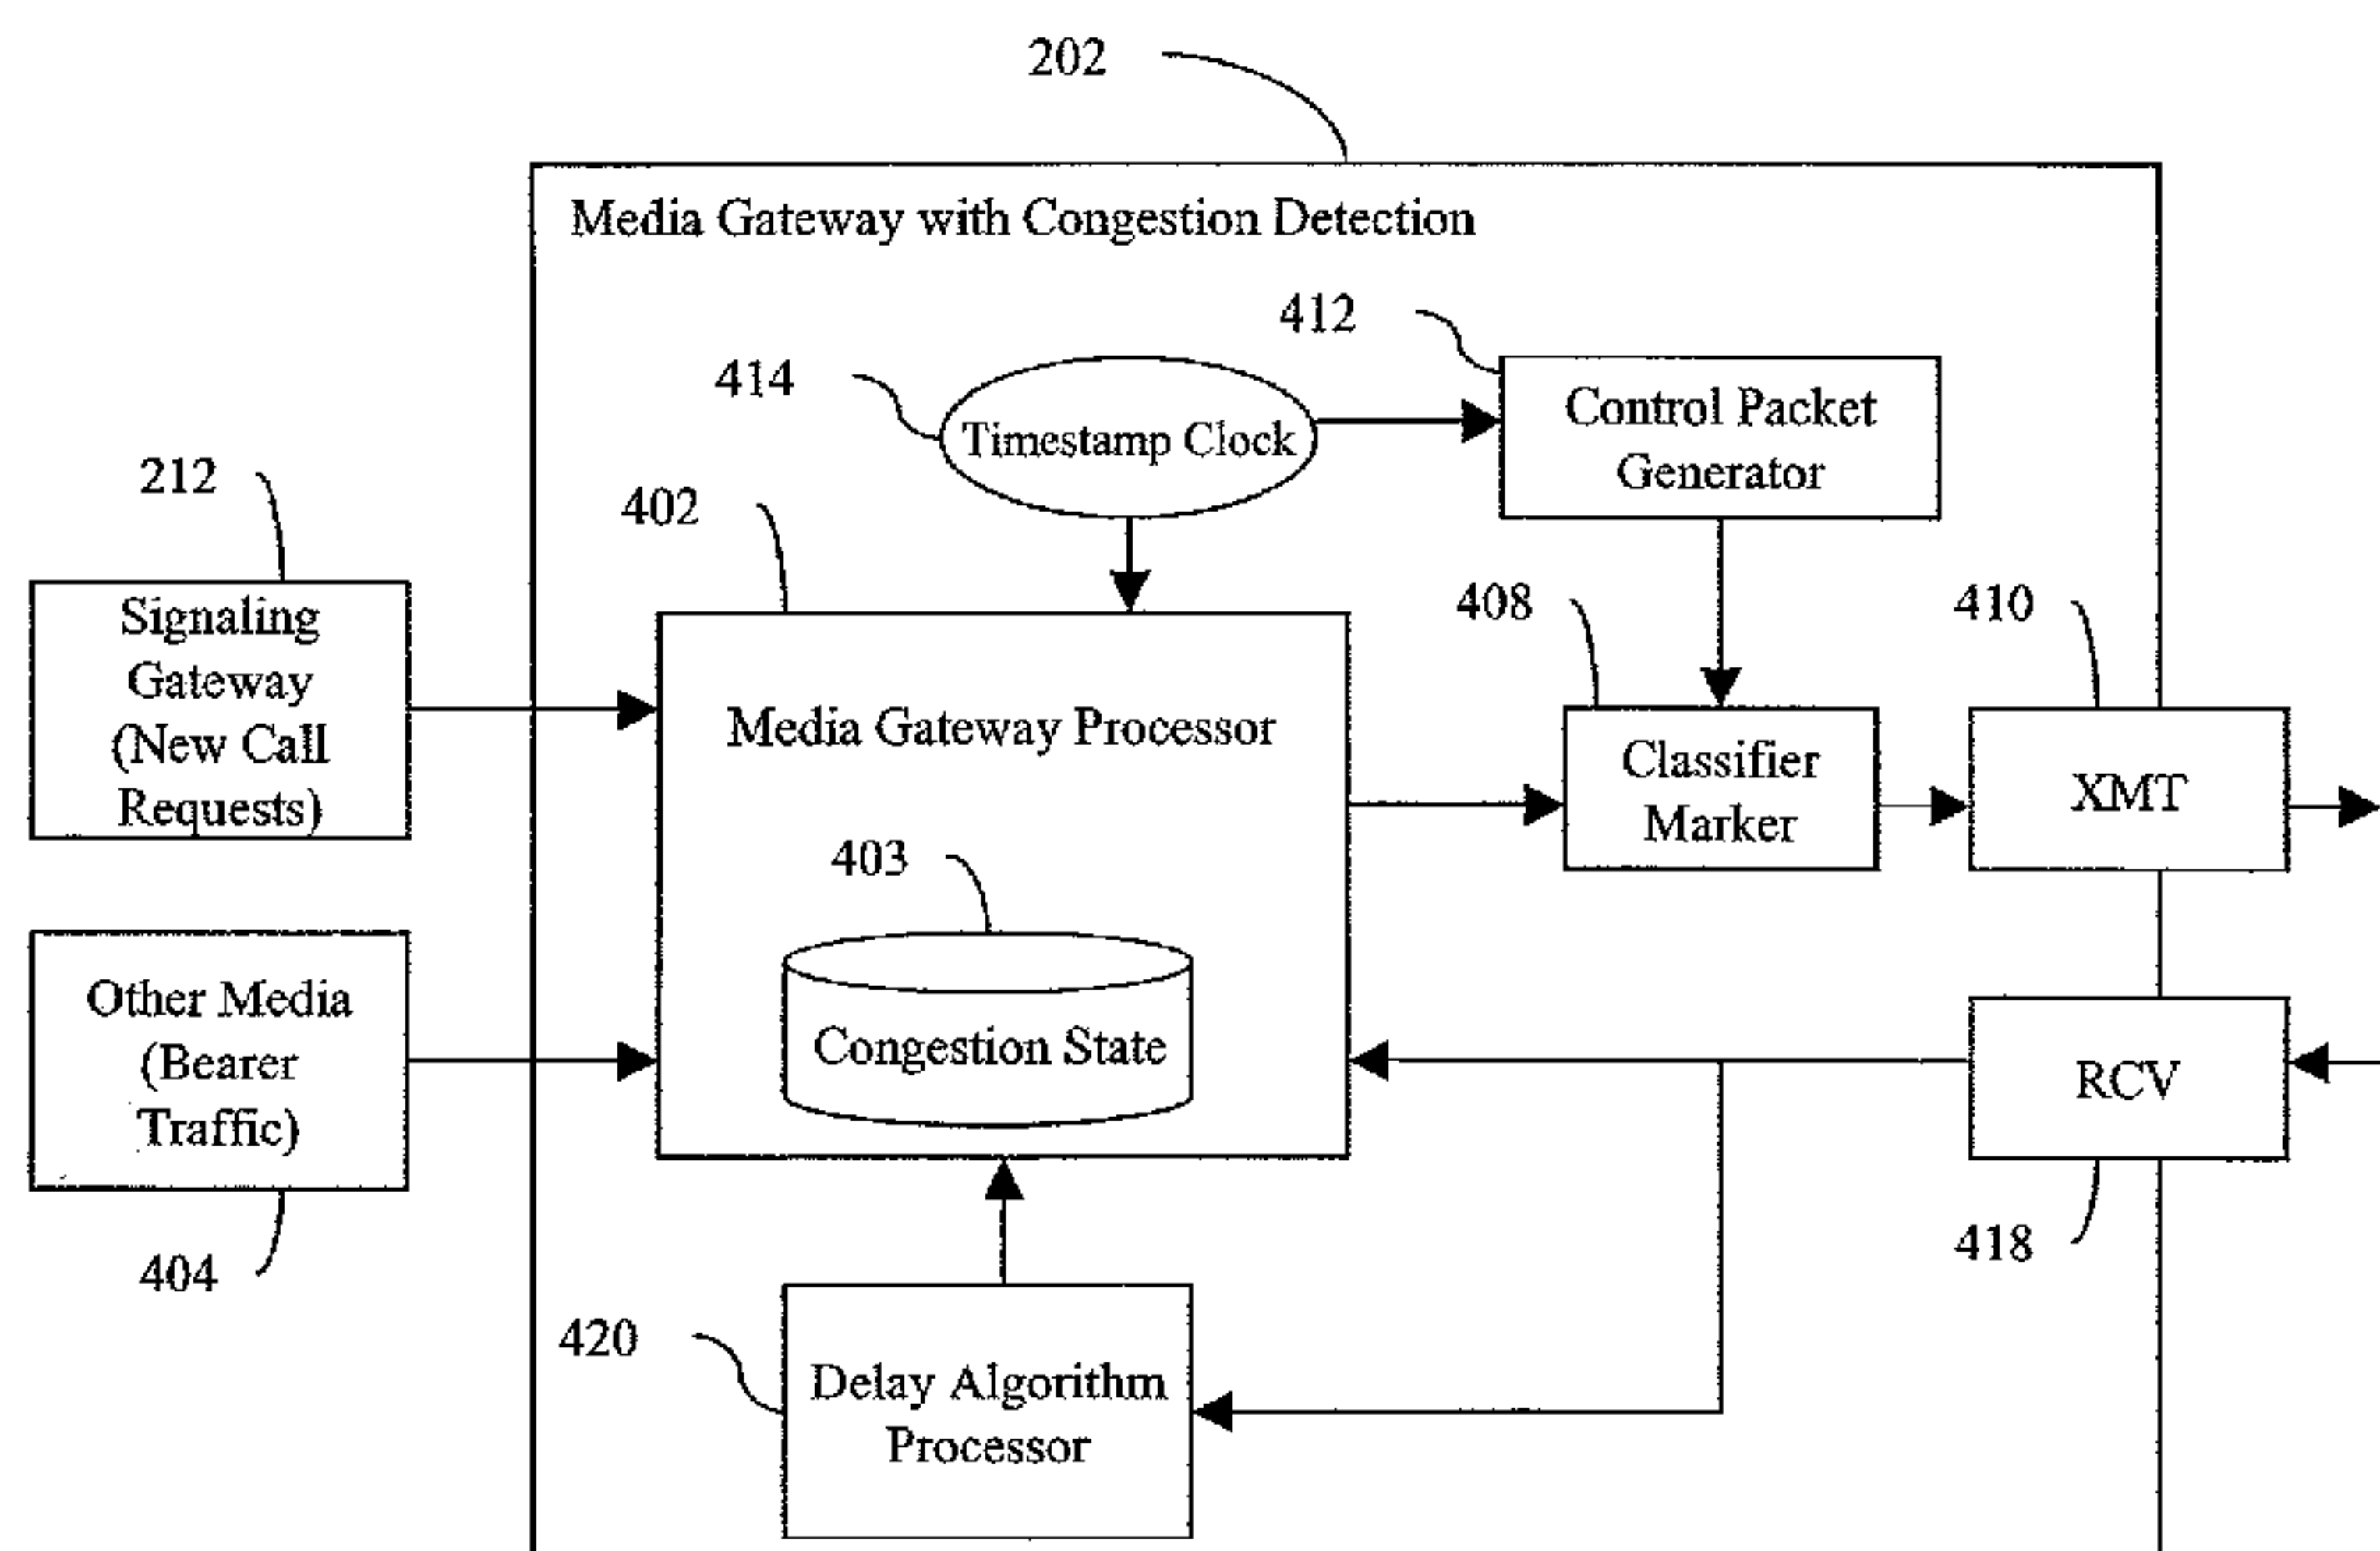 202
Media Gateway with Congestion Detection
412
414
Timestamp Clock
Control Packet
Generator
212
402
Signaling
Gateway
(New Call
Requests)
408
410
Media Gateway Processor
Classifier
Marker
XMT
403
Congestion State
Other Media
(Bearer
Traffic)
404
RCV
418
420
Delay Algorithm
Processor